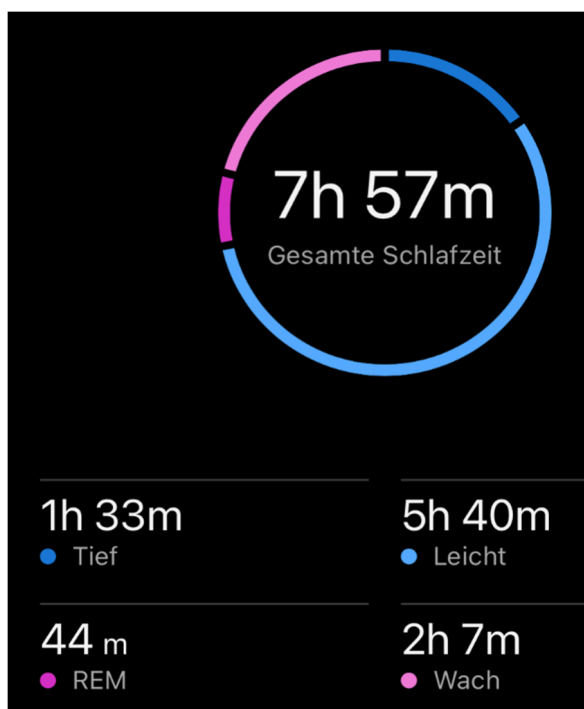 7h 57m
Gesamte Schlafzeit
1h 33m
Tief
5h 40m
Leicht
44 m
REM
2h 7m
Wach